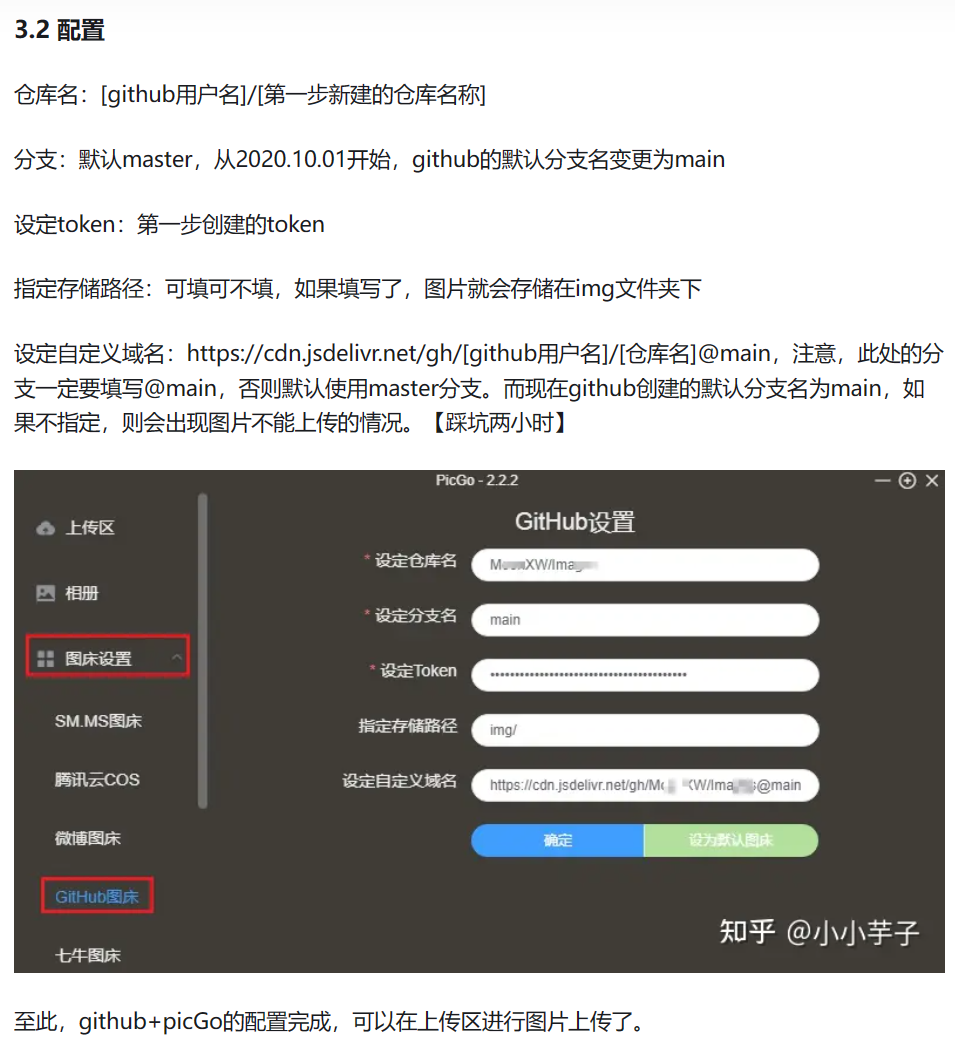 3.2 配置
仓库名：[github用户名]/[第一步新建的仓库名称]
分支：默认master，从2020.10.01开始，github的默认分支名变更为main
设定token：第一步创建的token
指定存储路径：可填可不填，如果填写了，图片就会存储在img文件夹下
设定自定义域名：https://cdn.jsdelivr.net/gh/[github用户名]/[仓库名]@main，注意，此处的分
支一定要填写@main，否则默认使用master分支。而现在github创建的默认分支名为main，如
果不指定，则会出现图片不能上传的情况。【踩坑两小时】
PicGo - 2.2.2
上传区
相册
图床设置
SM.MS图床
腾讯云COS
微博图床
GitHub图床
七牛图床
GitHub设置
* 设定仓库名
* 设定分支名 main
* 设定Token ••••••••••••••••••••••••••••••••••••••••
指定存储路径 img/
设定自定义域名 https://cdn.jsdelivr.net/gh/ @main
确定 设为默认图床
知乎 @小小芋子
至此，github+picGo的配置完成，可以在上传区进行图片上传了。